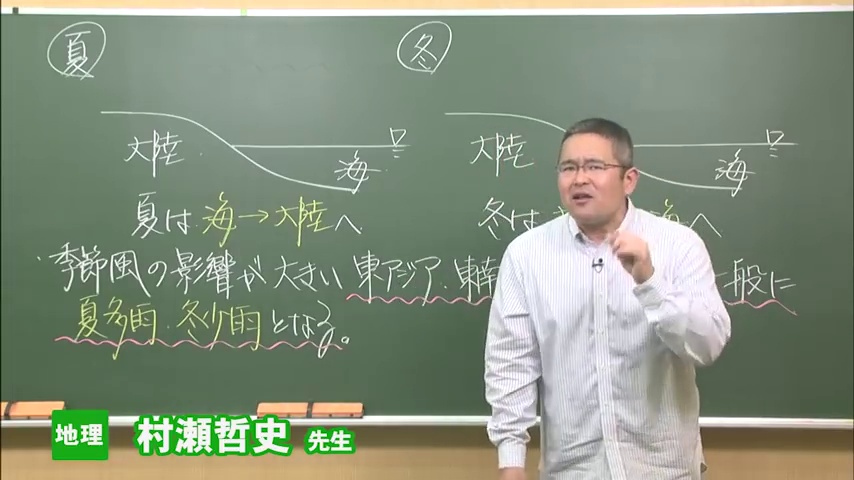 夏
冬
大陸
海
大陸
海
夏は海→大陸へ
冬は 海へ
季節風の影響が大きい東アジア・東南 一般に
夏多雨・冬少雨となる。
地理 村瀬哲史 先生